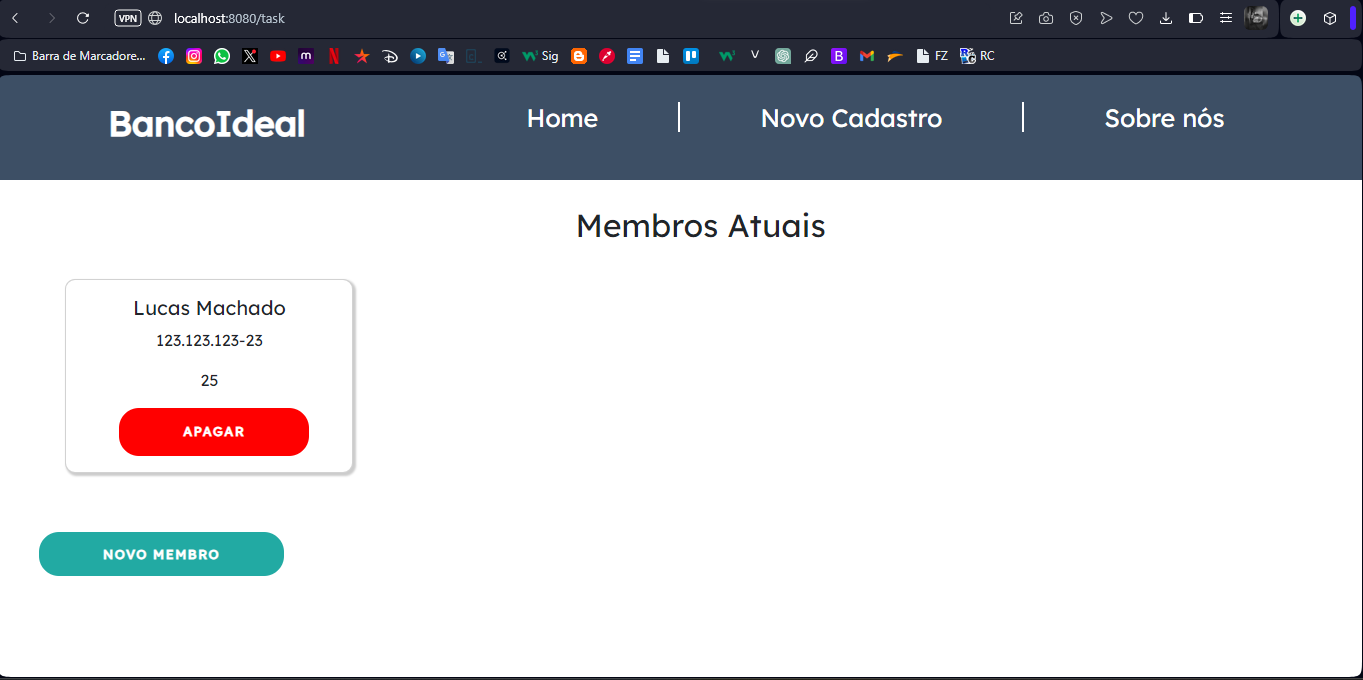 VPN localhost:8080/task
Barra de Marcadore... Sig FZ RC
BancoIdeal Home Novo Cadastro Sobre nós
Membros Atuais
Lucas Machado
123.123.123-23
25
APAGAR
NOVO MEMBRO